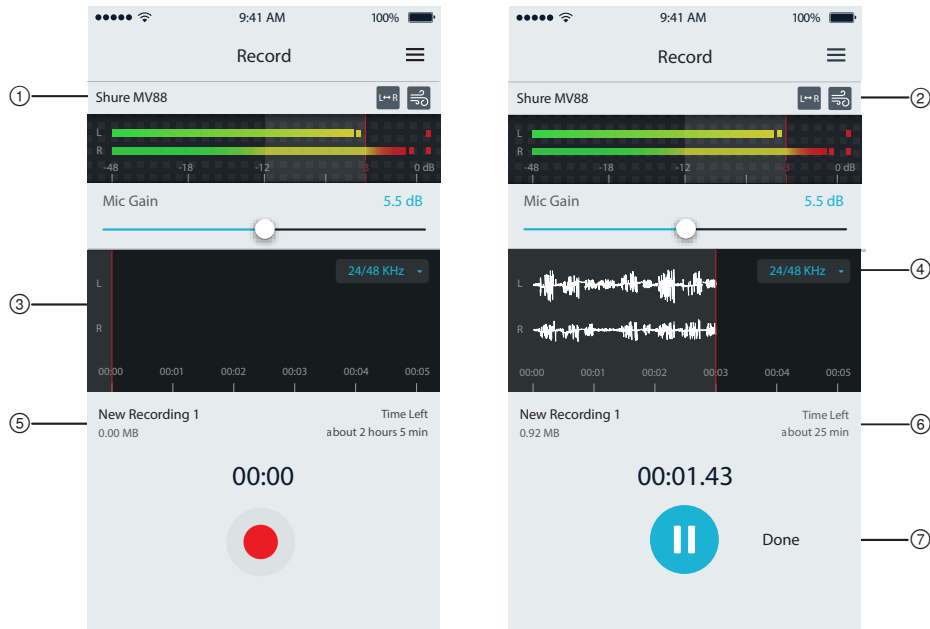 9:41 AM 100%
Record
① Shure MV88 L↔R
L
R
-48 -18 -12 -3 0 dB
Mic Gain 5.5 dB
24/48 KHz
③
L
R
00:00 00:01 00:02 00:03 00:04 00:05
⑤ New Recording 1 Time Left
0.00 MB about 2 hours 5 min
00:00
9:41 AM 100%
Record
Shure MV88 L↔R ②
L
R
-48 -18 -12 -3 0 dB
Mic Gain 5.5 dB
24/48 KHz ④
L
R
00:00 00:01 00:02 00:03 00:04 00:05
New Recording 1 Time Left ⑥
0.92 MB about 25 min
00:01.43
Done ⑦